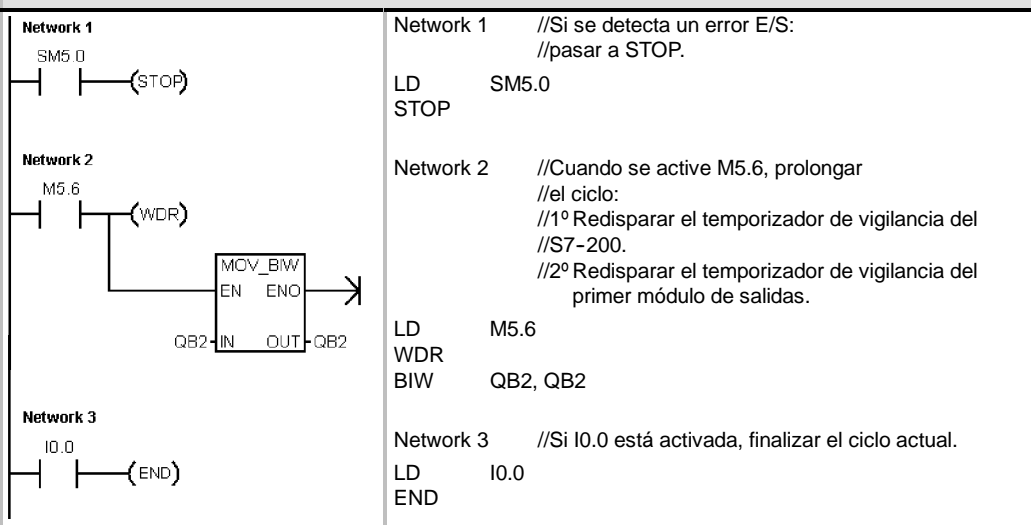 Network 1
SM5.0
(STOP)
Network 2
M5.6
(WDR)
MOV_BIW
EN ENO
QB2 IN OUT QB2
Network 3
I0.0
(END)
Network 1 //Si se detecta un error E/S:
//pasar a STOP.
LD SM5.0
STOP
Network 2 //Cuando se active M5.6, prolongar
//el ciclo:
//1º Redisparar el temporizador de vigilancia del
//S7-200.
//2º Redisparar el temporizador de vigilancia del
primer módulo de salidas.
LD M5.6
WDR
BIW QB2, QB2
Network 3 //Si I0.0 está activada, finalizar el ciclo actual.
LD I0.0
END